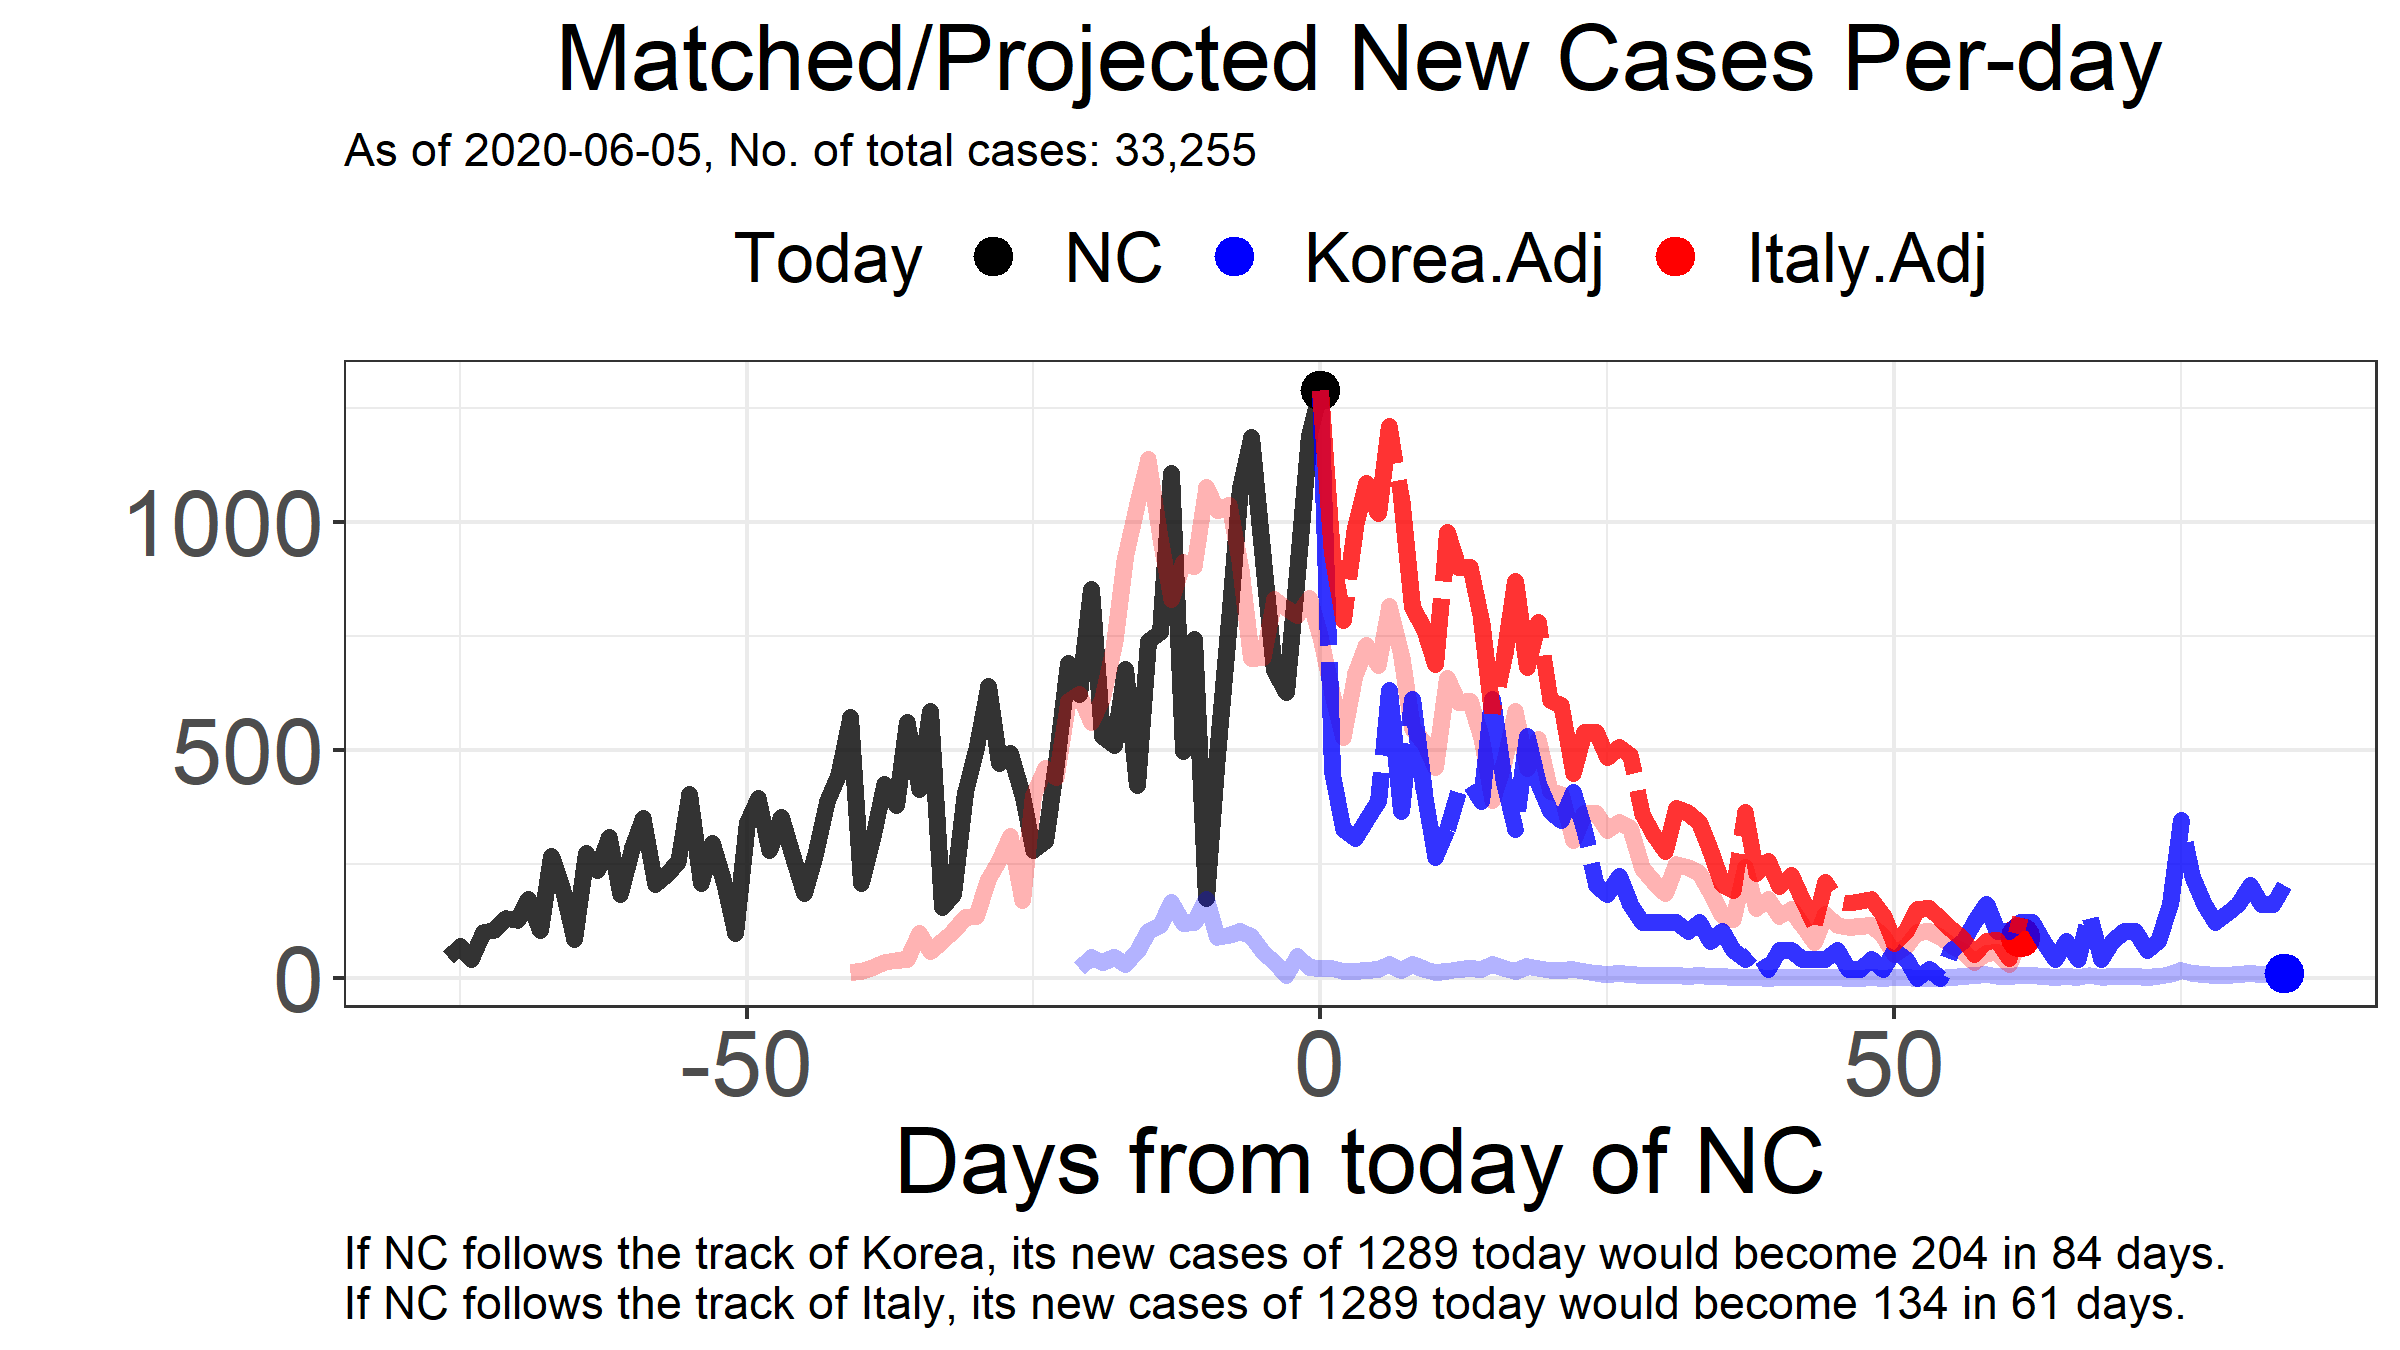 Matched/Projected New Cases Per-day
As of 2020-06-05, No. of total cases: 33,255
Today NC Korea.Adj Italy.Adj
1000
500
0
-50 0 50
Days from today of NC
If NC follows the track of Korea, its new cases of 1289 today would become 204 in 84 days.
If NC follows the track of Italy, its new cases of 1289 today would become 134 in 61 days.